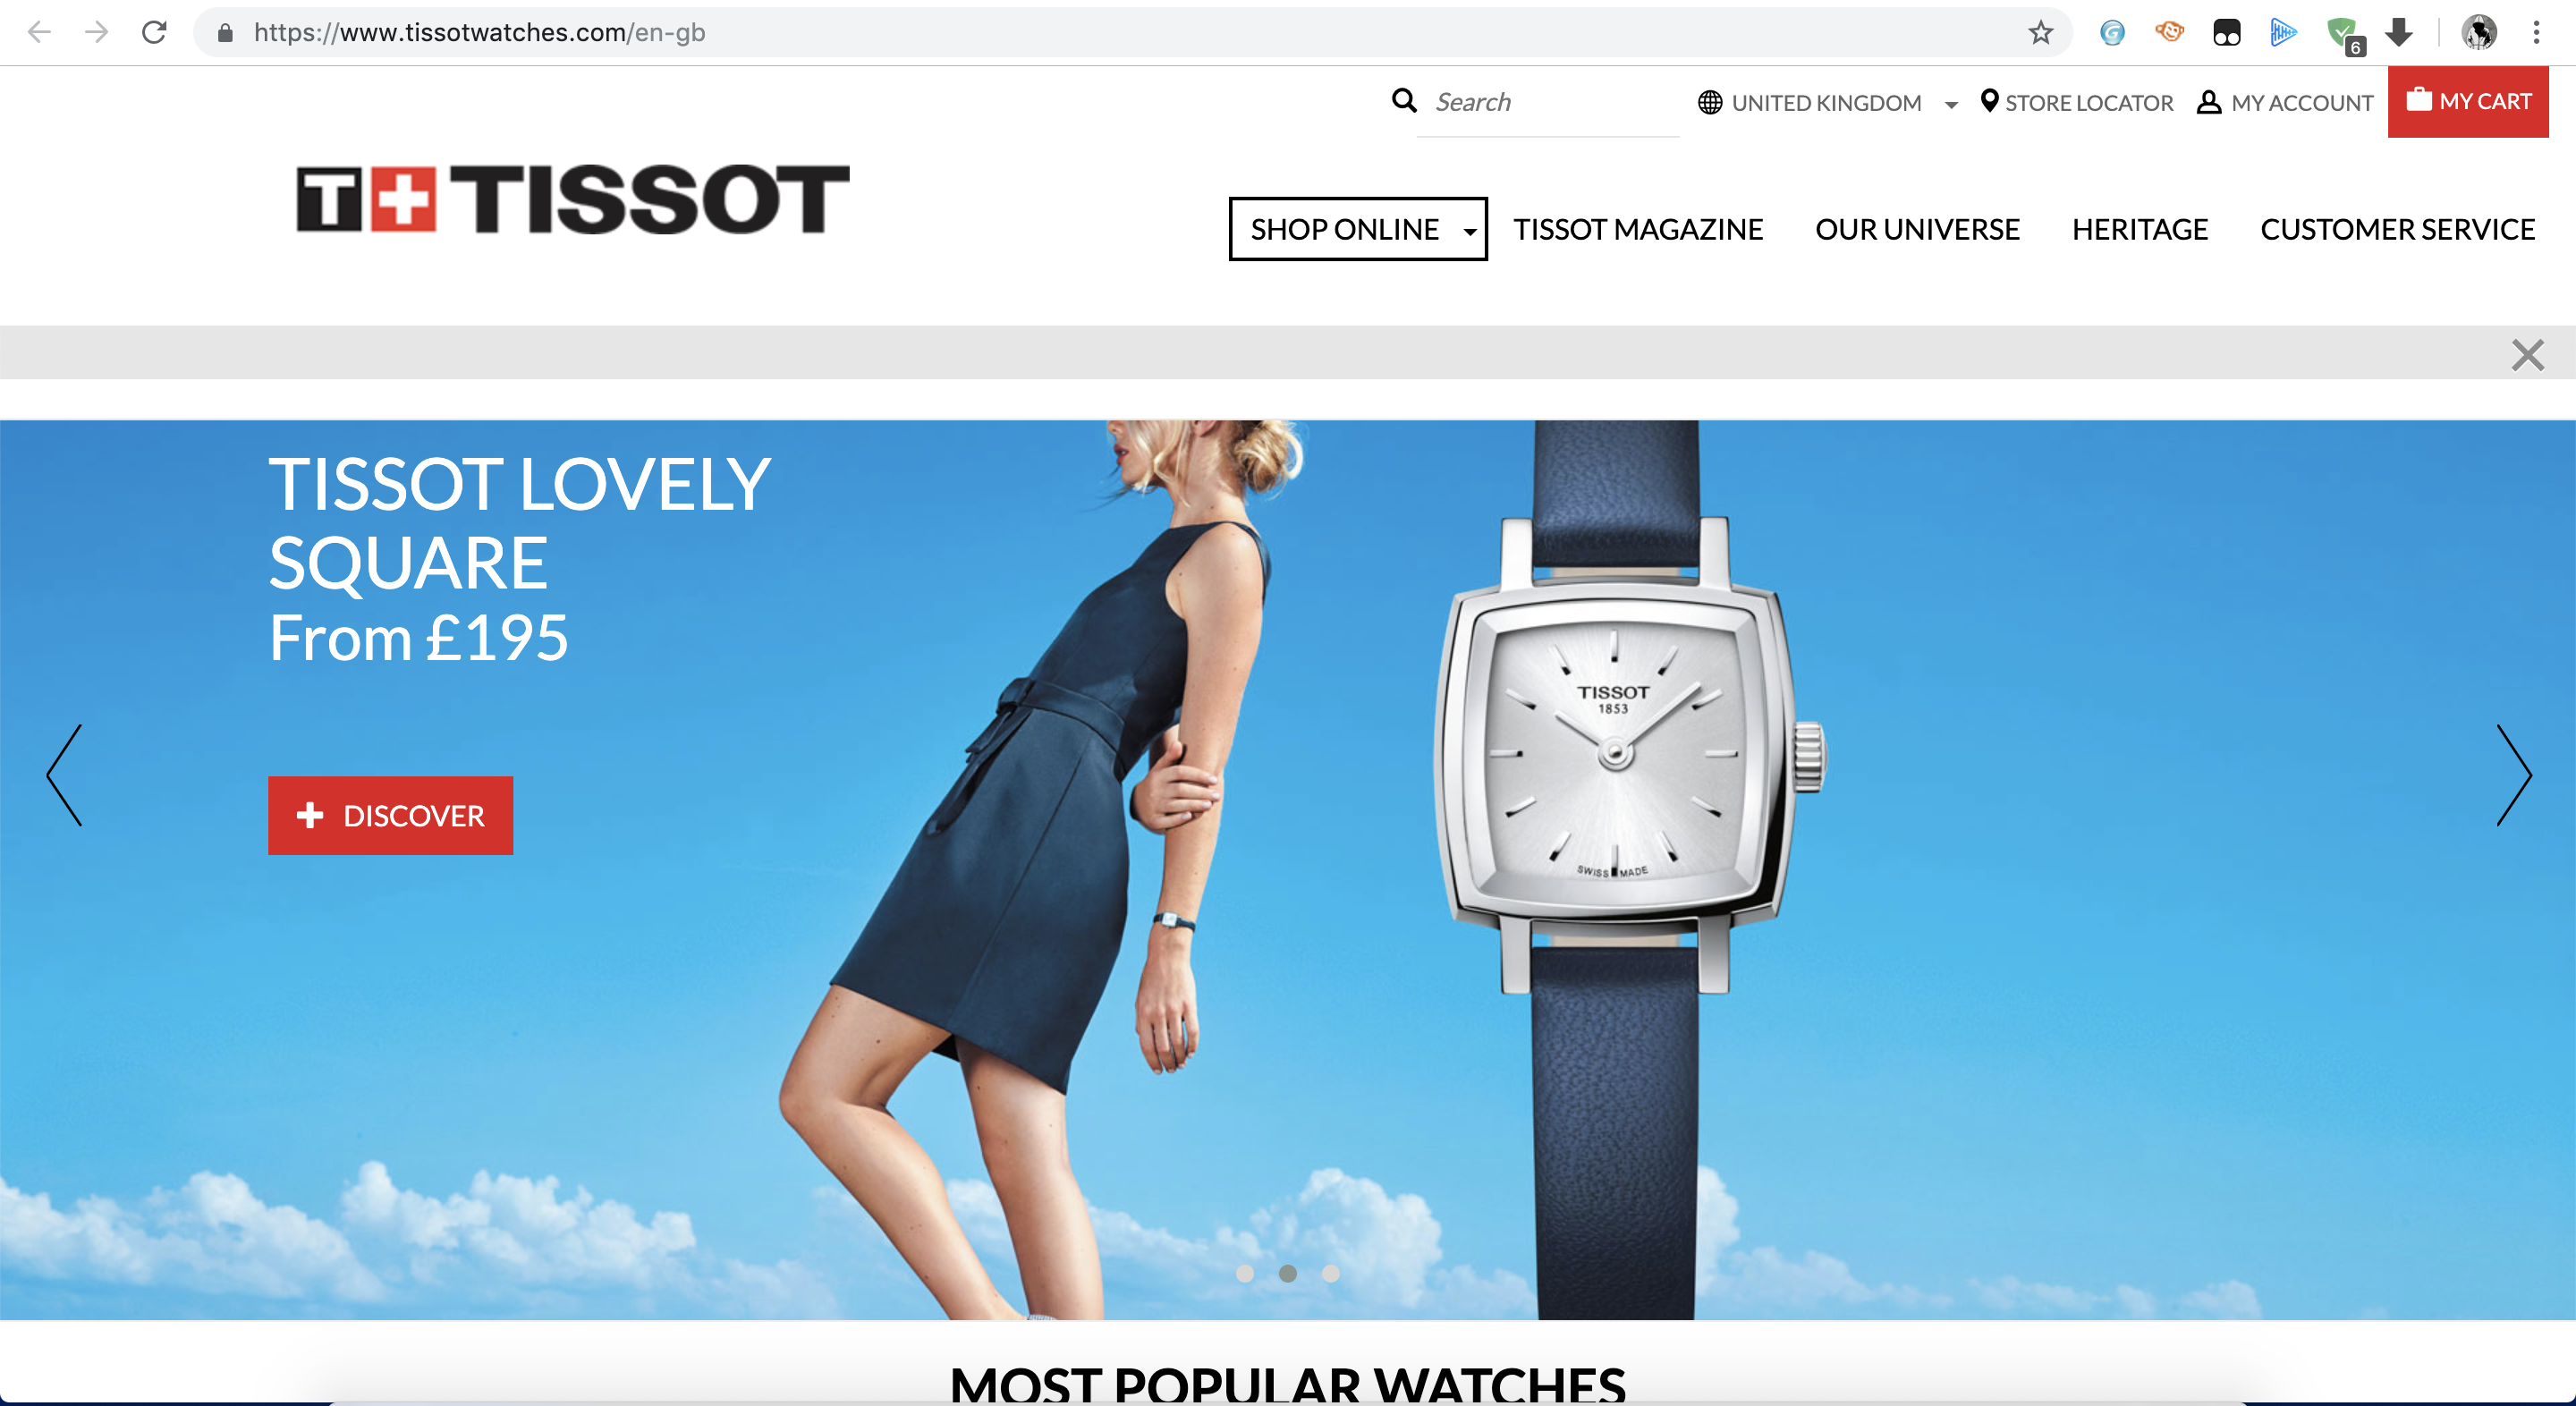 https://www.tissotwatches.com/en-gb
6
Search
UNITED KINGDOM
STORE LOCATOR
MY ACCOUNT
MY CART
T+ TISSOT
SHOP ONLINE
TISSOT MAGAZINE
OUR UNIVERSE
HERITAGE
CUSTOMER SERVICE
TISSOT LOVELY
SQUARE
From £195
DISCOVER
TISSOT
1853
SWISS MADE
MOST POPULAR WATCHES